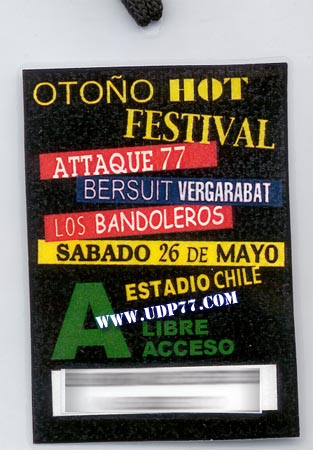 OTOÑO HOT
FESTIVAL
ATTAQUE 77
BERSUIT VERGARABAT
LOS BANDOLEROS
SABADO 26 DE MAYO
ESTADIO CHILE
WWW.UDP77.COM
A LIBRE
ACCESO